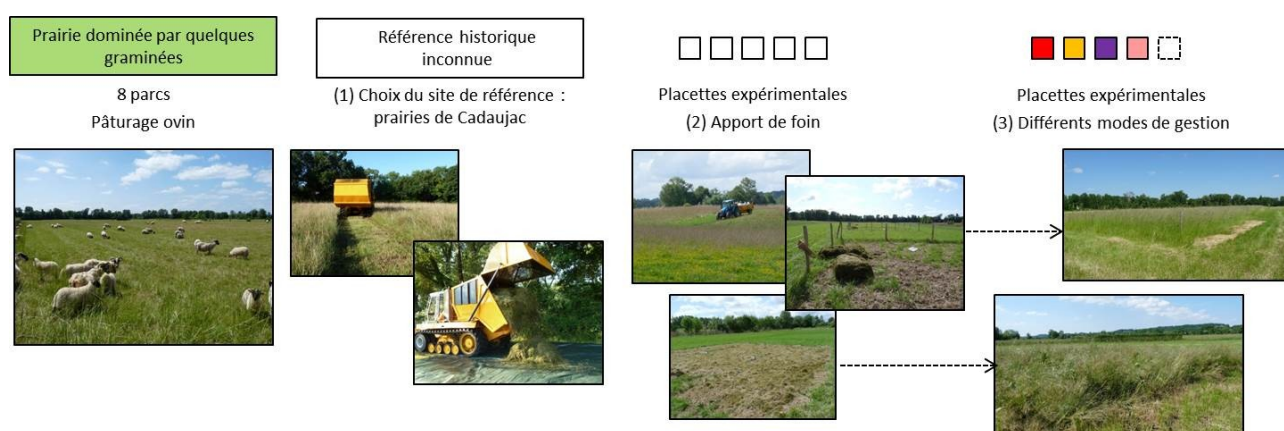 Prairie dominée par quelques
graminées
8 parcs
Pâturage ovin
Référence historique
inconnue
(1) Choix du site de référence :
prairies de Cadaujac
Placettes expérimentales
(2) Apport de foin
Placettes expérimentales
(3) Différents modes de gestion